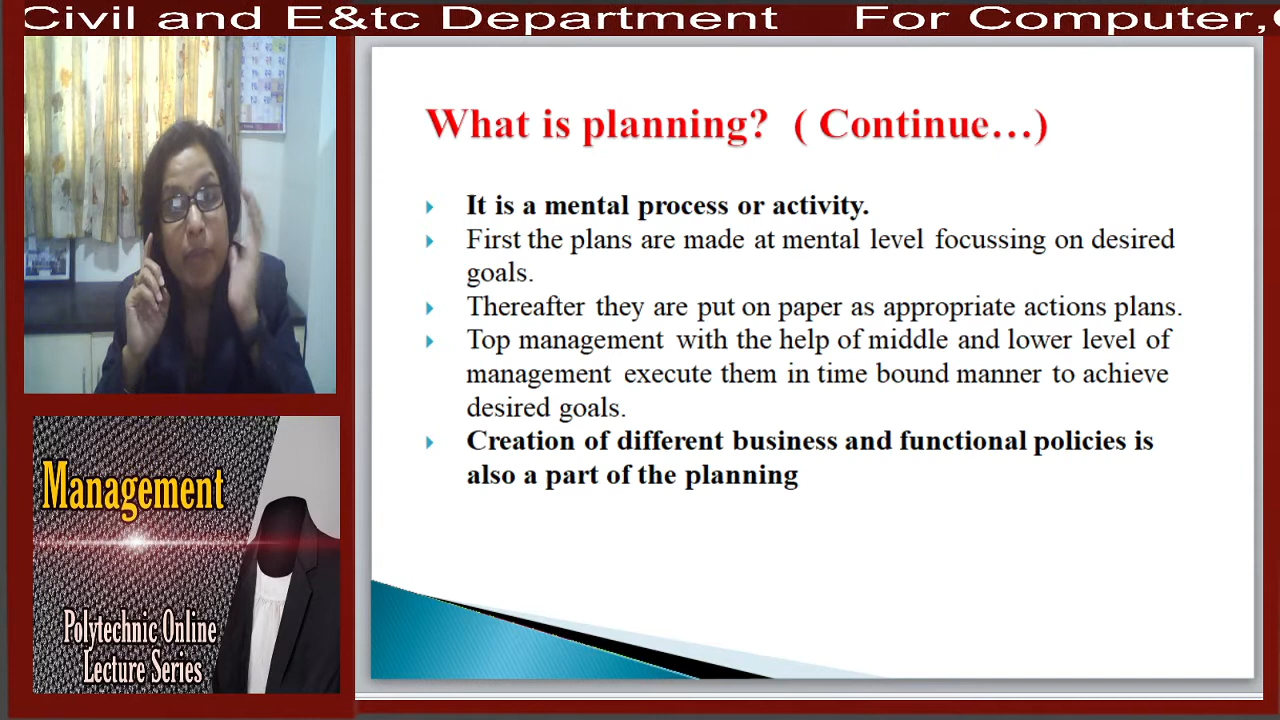 Civil and E&tc Department For Computer,
What is planning? ( Continue...)
It is a mental process or activity.
First the plans are made at mental level focussing on desired
goals.
Thereafter they are put on paper as appropriate actions plans.
Top management with the help of middle and lower level of
management execute them in time bound manner to achieve
desired goals.
Creation of different business and functional policies is
also a part of the planning
Management
Polytechnic Online
Lecture Series